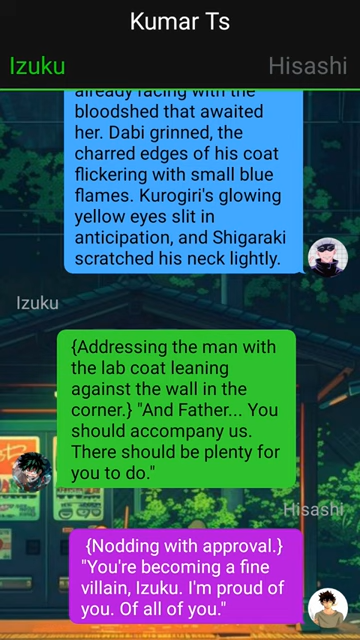 Kumar Ts
Izuku
Hisashi
already racing with the
bloodshed that awaited
her. Dabi grinned, the
charred edges of his coat
flickering with small blue
flames. Kurogiri's glowing
yellow eyes slit in
anticipation, and Shigaraki
scratched his neck lightly.
Izuku
{Addressing the man with
the lab coat leaning
against the wall in the
corner.} "And Father... You
should accompany us.
There should be plenty for
you to do."
Hisashi
{Nodding with approval.}
"You're becoming a fine
villain, Izuku. I'm proud of
you. Of all of you."